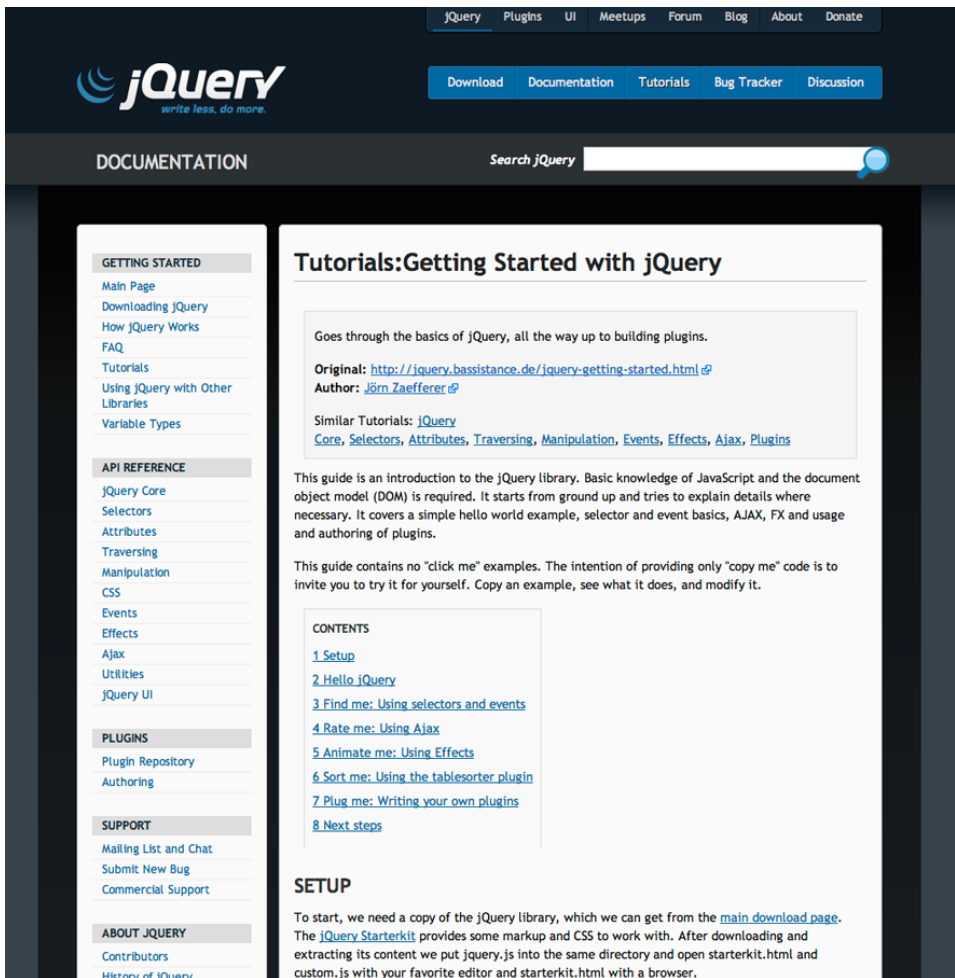 jQuery Plugins UI Meetups Forum Blog About Donate
jQuery
write less, do more.
Download Documentation Tutorials Bug Tracker Discussion
DOCUMENTATION
Search jQuery
GETTING STARTED
Main Page
Downloading jQuery
How jQuery Works
FAQ
Tutorials
Using jQuery with Other
Libraries
Variable Types
API REFERENCE
jQuery Core
Selectors
Attributes
Traversing
Manipulation
CSS
Events
Effects
Ajax
Utilities
jQuery UI
PLUGINS
Plugin Repository
Authoring
SUPPORT
Mailing List and Chat
Submit New Bug
Commercial Support
ABOUT JQUERY
Contributors
History of jQuery
Tutorials:Getting Started with jQuery
Goes through the basics of jQuery, all the way up to building plugins.
Original: http://jquery.bassistance.de/jquery-getting-started.html
Author: Jörn Zaefferer
Similar Tutorials: jQuery
Core, Selectors, Attributes, Traversing, Manipulation, Events, Effects, Ajax, Plugins
This guide is an introduction to the jQuery library. Basic knowledge of JavaScript and the document
object model (DOM) is required. It starts from ground up and tries to explain details where
necessary. It covers a simple hello world example, selector and event basics, AJAX, FX and usage
and authoring of plugins.
This guide contains no "click me" examples. The intention of providing only "copy me" code is to
invite you to try it for yourself. Copy an example, see what it does, and modify it.
CONTENTS
1 Setup
2 Hello jQuery
3 Find me: Using selectors and events
4 Rate me: Using Ajax
5 Animate me: Using Effects
6 Sort me: Using the tablesorter plugin
7 Plug me: Writing your own plugins
8 Next steps
SETUP
To start, we need a copy of the jQuery library, which we can get from the main download page.
The jQuery Starterkit provides some markup and CSS to work with. After downloading and
extracting its content we put jquery.js into the same directory and open starterkit.html and
custom.js with your favorite editor and starterkit.html with a browser.